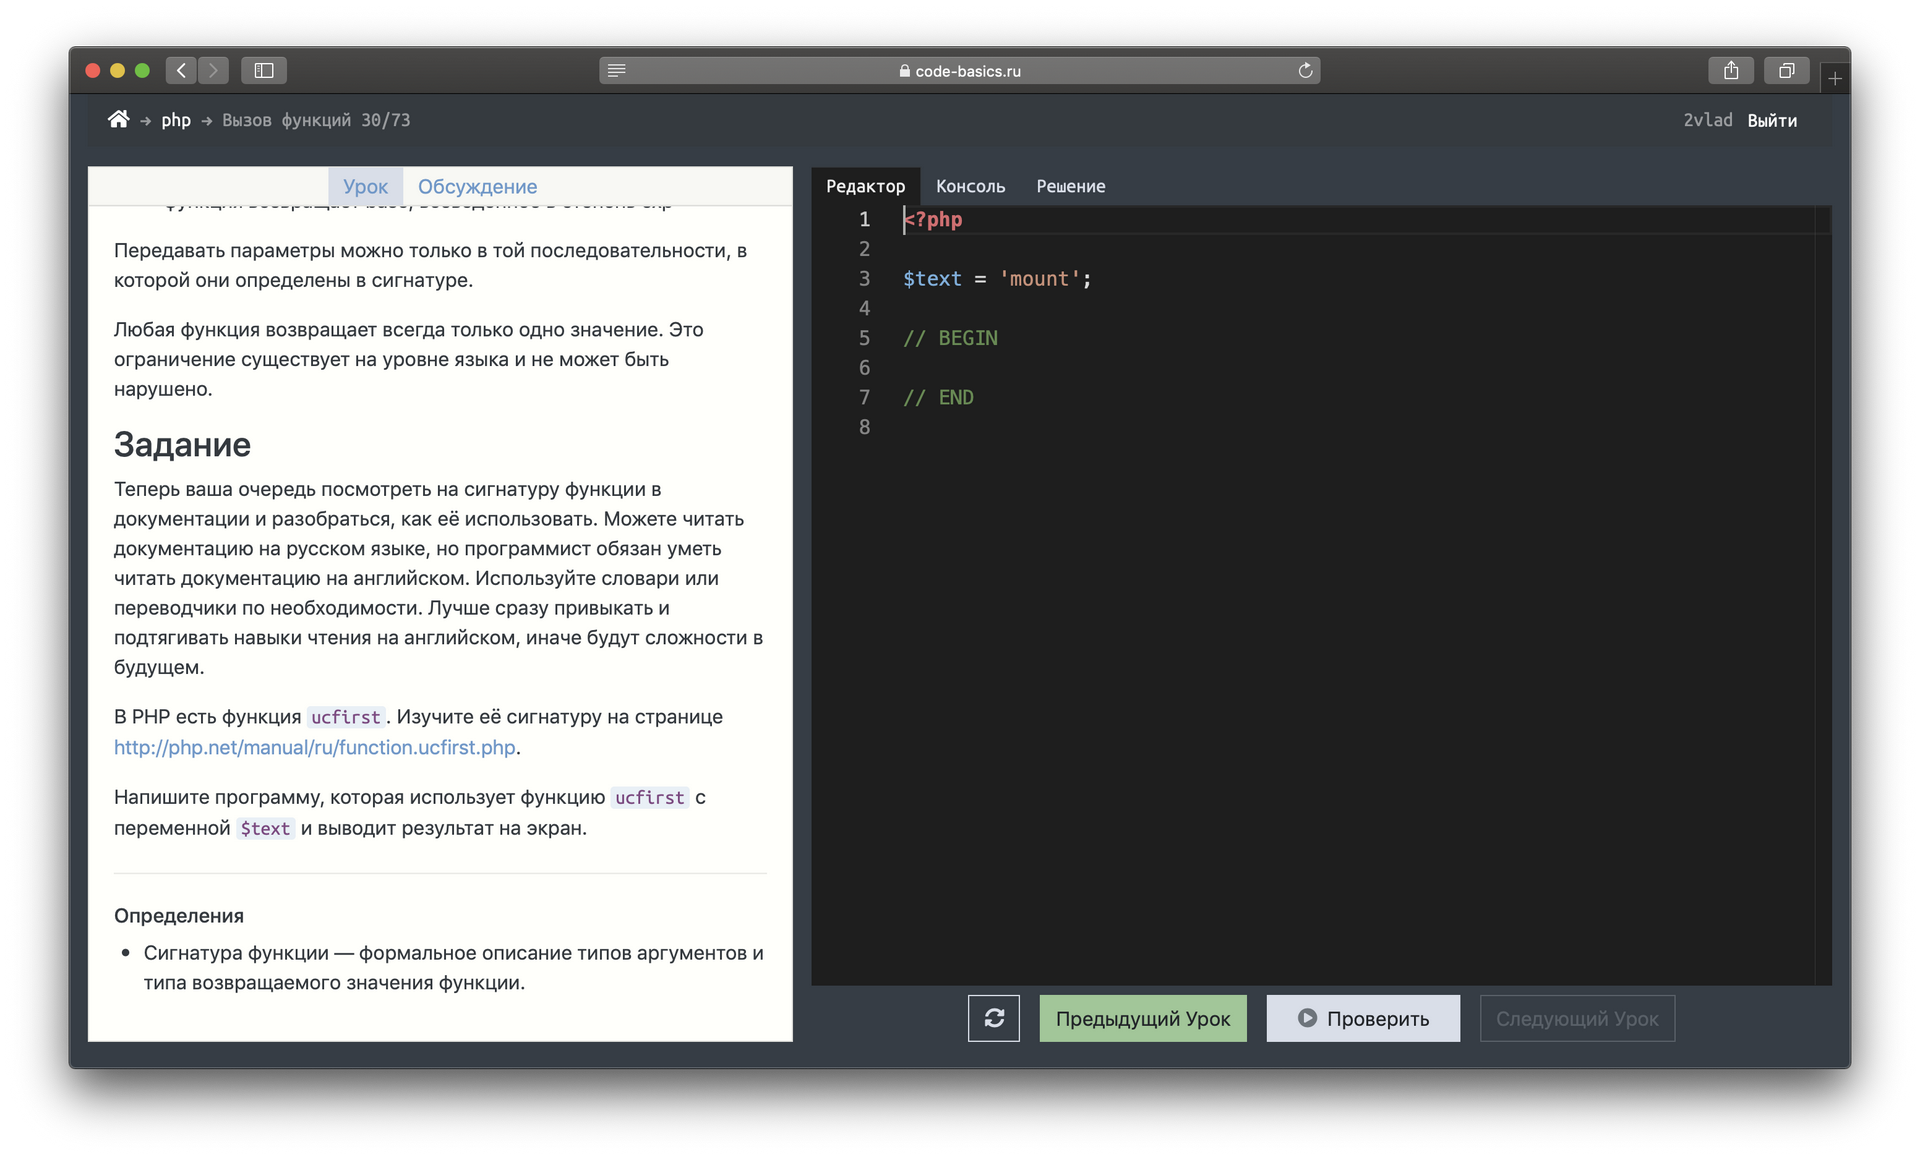 code-basics.ru
php → Вызов функций 30/73
2vlad Выйти
Урок Обсуждение
функция возвращает base, возведенное в степень exp
Передавать параметры можно только в той последовательности, в
которой они определены в сигнатуре.
Любая функция возвращает всегда только одно значение. Это
ограничение существует на уровне языка и не может быть
нарушено.
Задание
Теперь ваша очередь посмотреть на сигнатуру функции в
документации и разобраться, как её использовать. Можете читать
документацию на русском языке, но программист обязан уметь
читать документацию на английском. Используйте словари или
переводчики по необходимости. Лучше сразу привыкать и
подтягивать навыки чтения на английском, иначе будут сложности в
будущем.
В PHP есть функция ucfirst. Изучите её сигнатуру на странице
http://php.net/manual/ru/function.ucfirst.php.
Напишите программу, которая использует функцию ucfirst с
переменной $text и выводит результат на экран.
Определения
• Сигнатура функции — формальное описание типов аргументов и
типа возвращаемого значения функции.
Редактор Консоль Решение
1 <?php
2
3 $text = 'mount';
4
5 // BEGIN
6
7 // END
8
Предыдущий Урок
Проверить
Следующий Урок